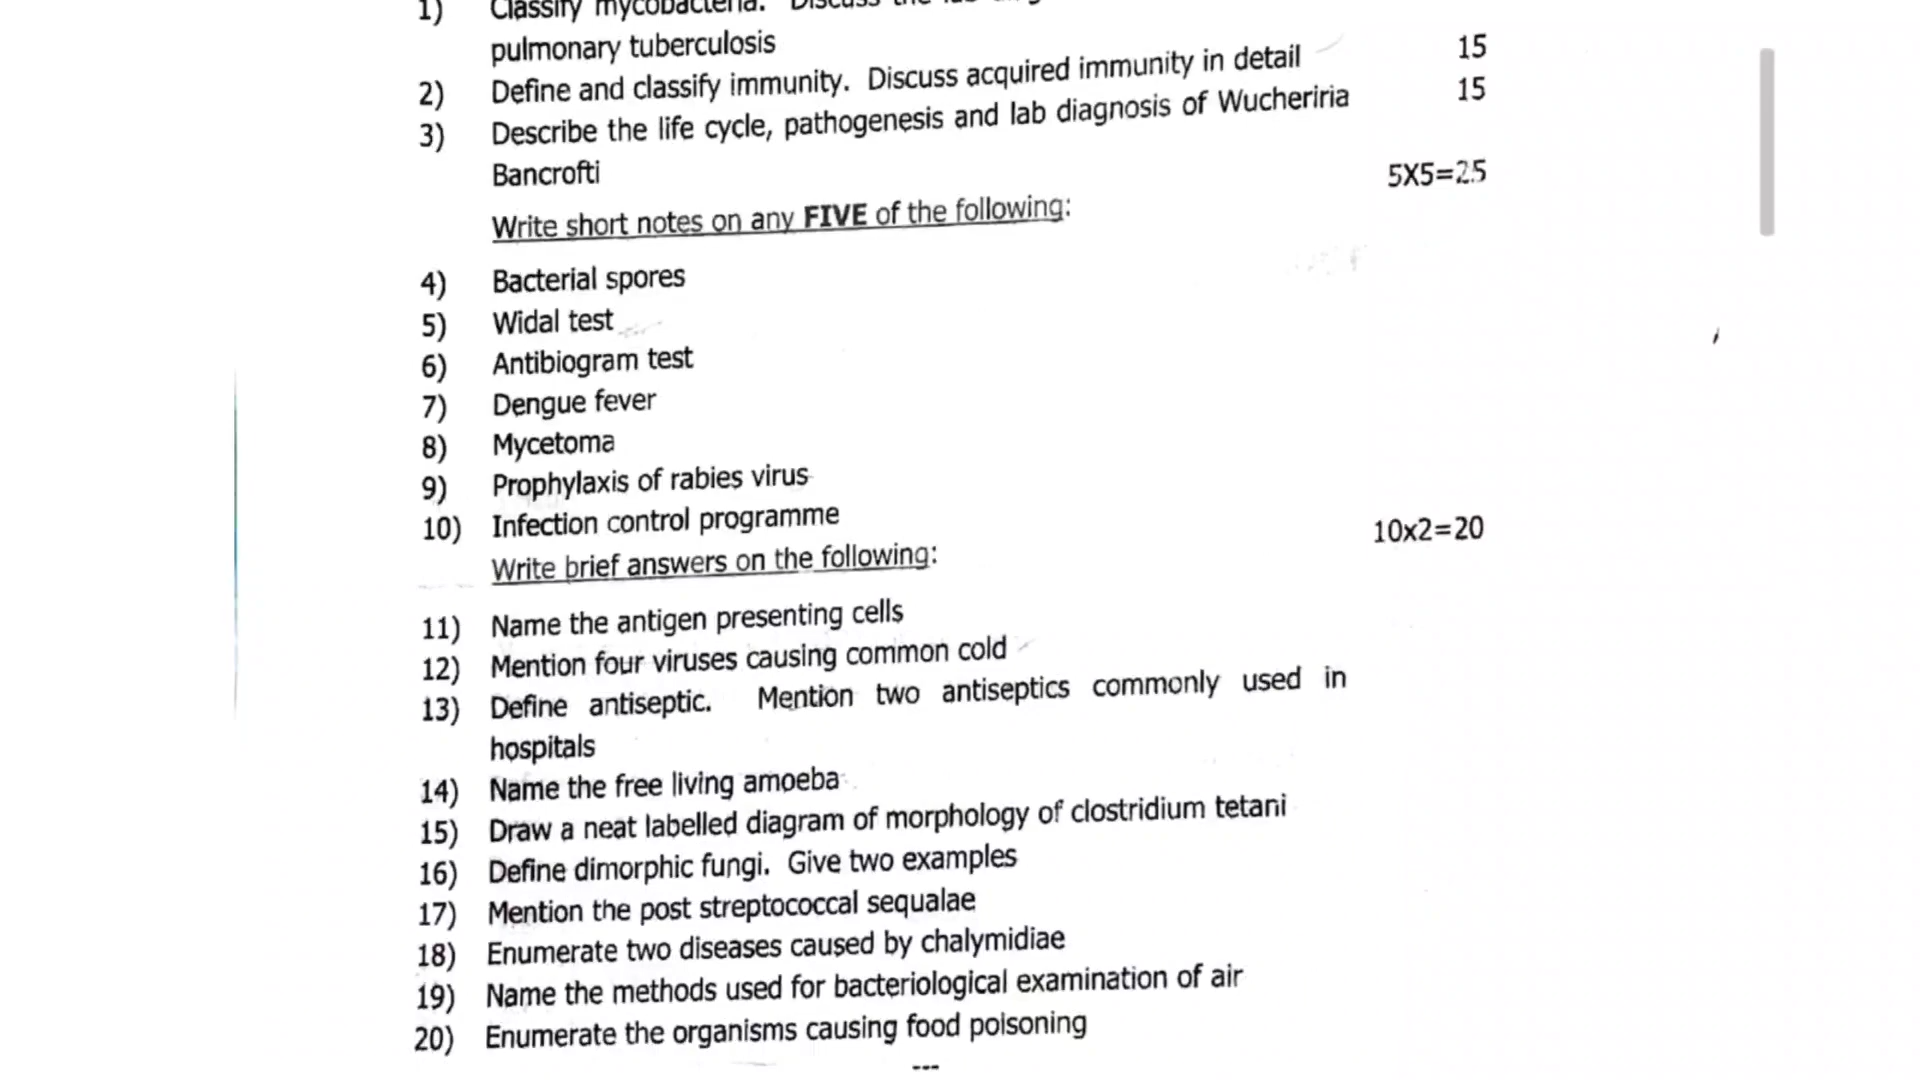 1) Classify mycobacteria. Discuss the lab
pulmonary tuberculosis
2) Define and classify immunity. Discuss acquired immunity in detail 15
3) Describe the life cycle, pathogenesis and lab diagnosis of Wucheriria 15
Bancrofti
Write short notes on any FIVE of the following: 5X5=25
4) Bacterial spores
5) Widal test
6) Antibiogram test
7) Dengue fever
8) Mycetoma
9) Prophylaxis of rabies virus
10) Infection control programme
Write brief answers on the following: 10x2=20
11) Name the antigen presenting cells
12) Mention four viruses causing common cold
13) Define antiseptic. Mention two antiseptics commonly used in
hospitals
14) Name the free living amoeba
15) Draw a neat labelled diagram of morphology of clostridium tetani
16) Define dimorphic fungi. Give two examples
17) Mention the post streptococcal sequalae
18) Enumerate two diseases caused by chalymidiae
19) Name the methods used for bacteriological examination of air
20) Enumerate the organisms causing food poisoning
---